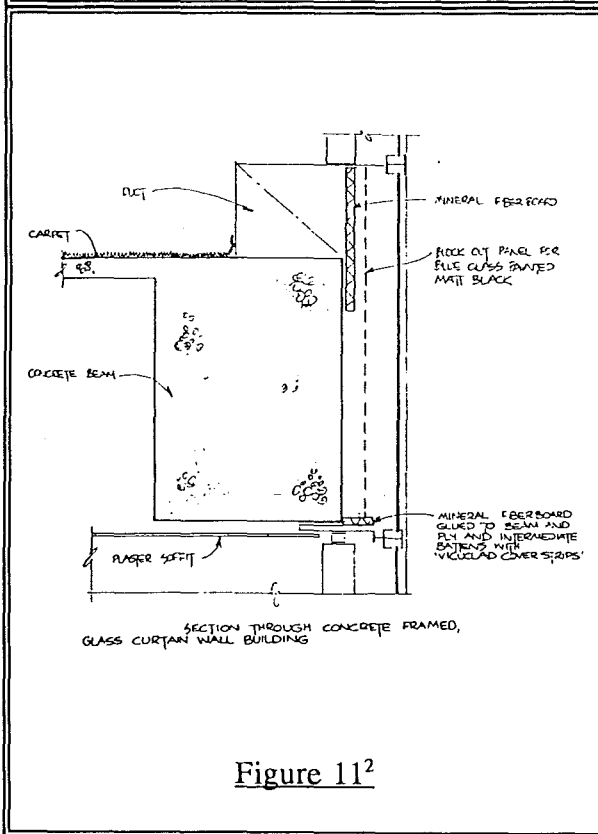 DUCT
CARPET
CONCRETE BEAM
PLASTER SOFFIT
MINERAL FIBERBOARD
BLOCK OUT PANEL FOR
BLUE GLASS PAINTED
MATT BLACK
MINERAL FIBERBOARD
GLUED TO BEAM AND
PLY AND INTERMEDIATE
BATTENS WITH
'VICUCLAD COVER STRIPS'
SECTION THROUGH CONCRETE FRAMED,
GLASS CURTAIN WALL BUILDING
Figure 11²